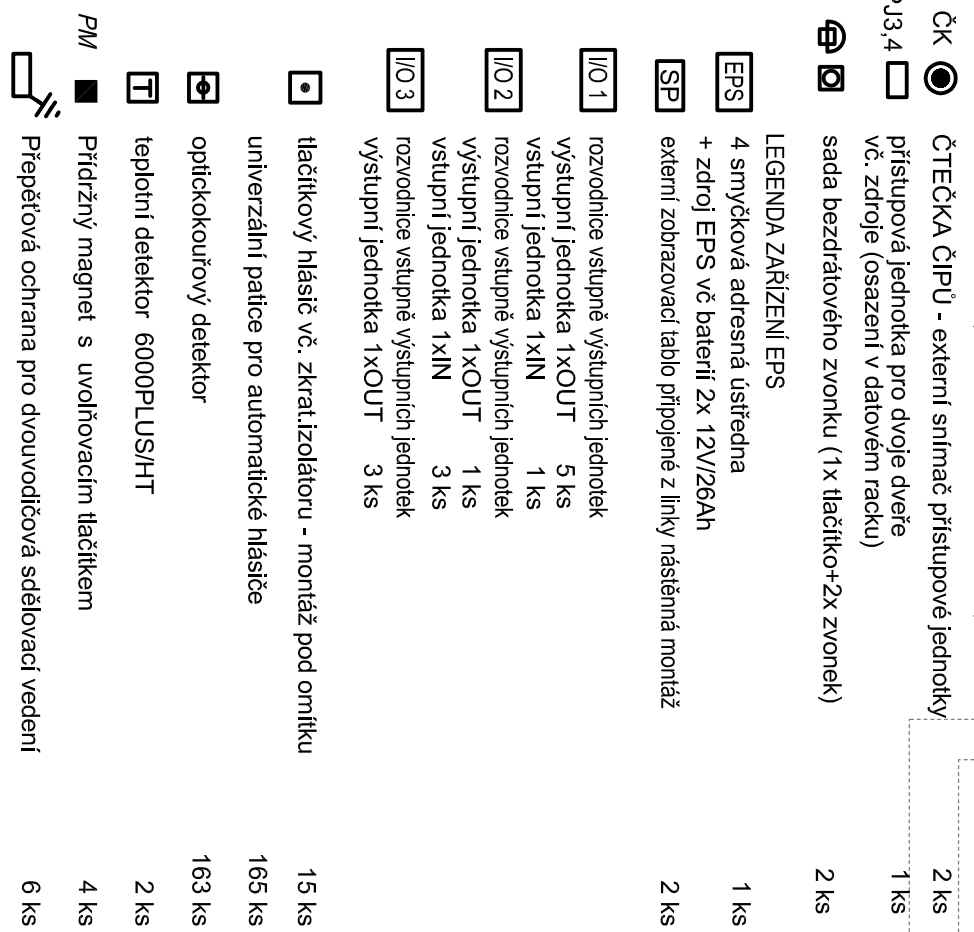 ČK ČTEČKA ČIPŮ - externí snímač přístupové jednotky 2 ks
PJ3,4 přístupová jednotka pro dvoje dveře 1 ks
vč. zdroje (osazení v datovém racku)
sada bezdrátového zvonku (1x tlačítko+2x zvonek) 2 ks
LEGENDA ZAŘÍZENÍ EPS
EPS 4 smyčková adresná ústředna 1 ks
+ zdroj EPS vč baterií 2x 12V/26Ah
SP externí zobrazovací tablo připojené z linky nástěnná montáž 2 ks
I/O 1 rozvodnice vstupně výstupních jednotek
výstupní jednotka 1xOUT 5 ks
vstupní jednotka 1xIN 1 ks
I/O 2 rozvodnice vstupně výstupních jednotek
výstupní jednotka 1xOUT 1 ks
vstupní jednotka 1xIN 3 ks
I/O 3 rozvodnice vstupně výstupních jednotek
výstupní jednotka 1xOUT 3 ks
tlačítkový hlásič vč. zkrat.izolátoru - montáž pod omítku 15 ks
univerzální patice pro automatické hlásiče 165 ks
optickokouřový detektor 163 ks
T teplotní detektor 6000PLUS/HT 2 ks
PM Přídržný magnet s uvolňovacím tlačítkem 4 ks
Přepěťová ochrana pro dvouvodičová sdělovací vedení 6 ks